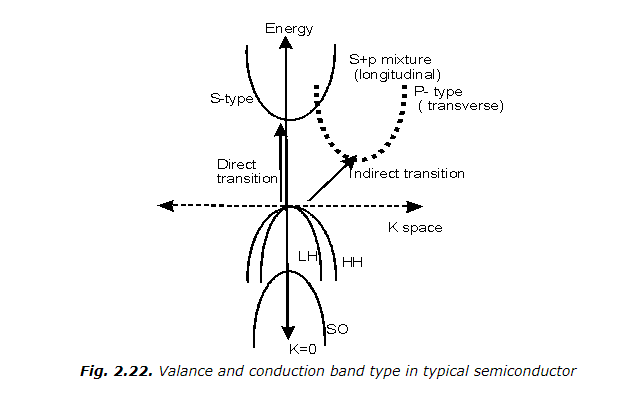 Energy
S+p mixture
(longitudinal)
P- type
( transverse)
S-type
Direct
transition
Indirect transition
K space
LH
HH
SO
K=0
Fig. 2.22. Valance and conduction band type in typical semiconductor